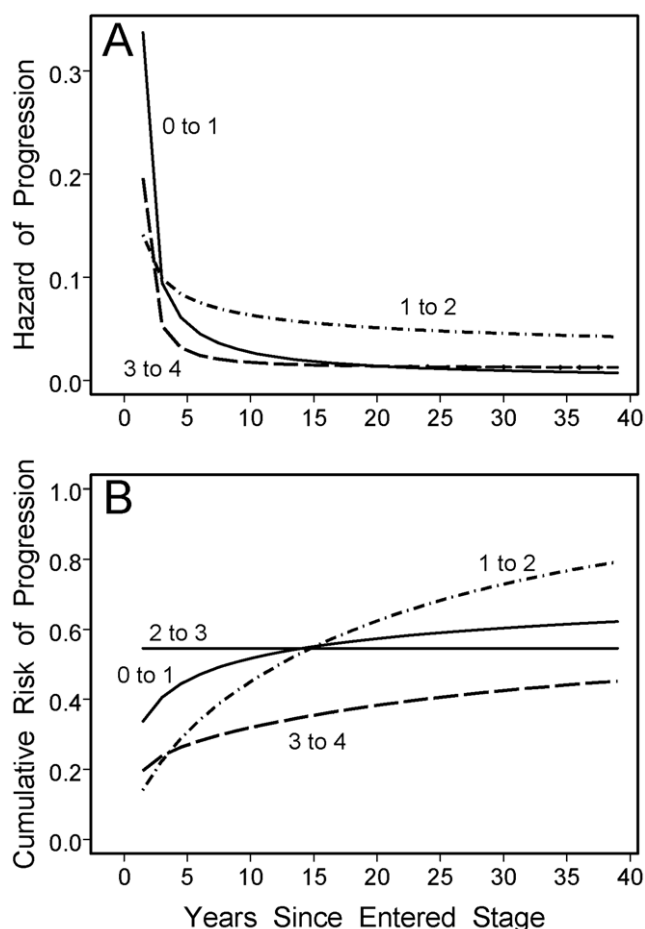 A
Hazard of Progression
0.3
0.2
0.1
0.0
0 to 1
1 to 2
3 to 4
0 5 10 15 20 25 30 35 40
B
Cumulative Risk of Progression
1.0
0.8
0.6
0.4
0.2
0.0
1 to 2
2 to 3
0 to 1
3 to 4
0 5 10 15 20 25 30 35 40
Years Since Entered Stage